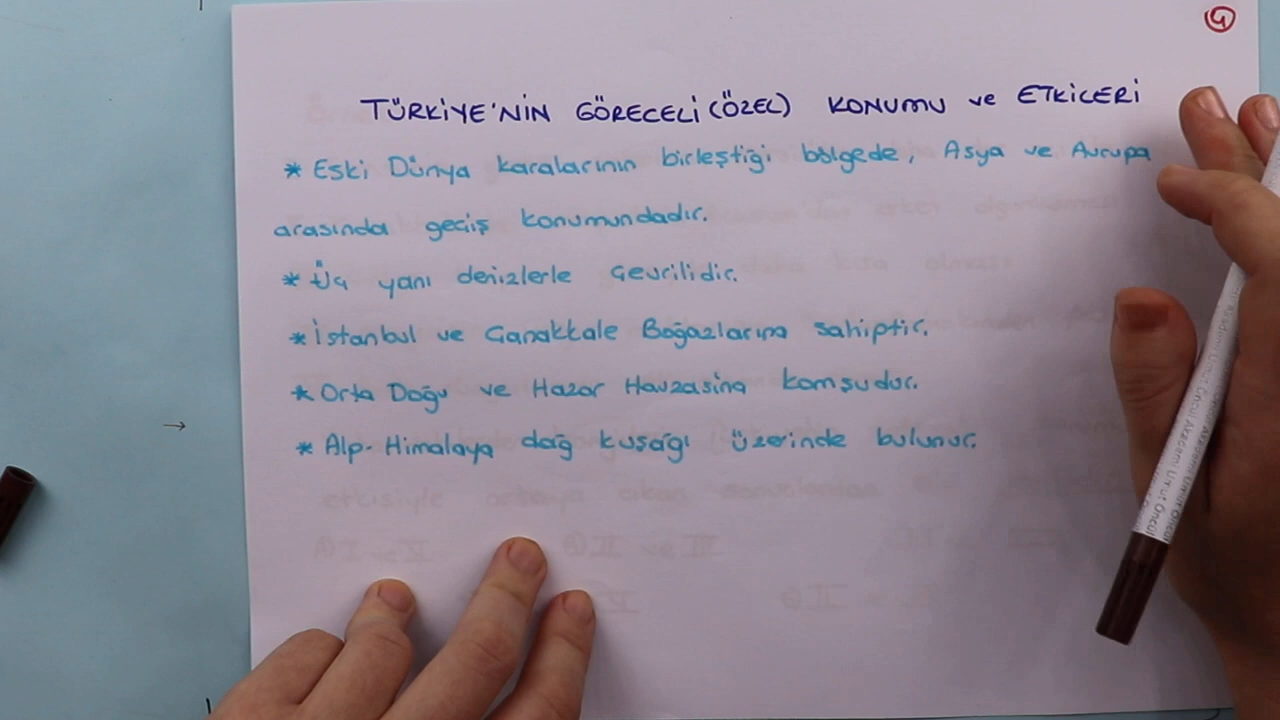 4
TÜRKİYE'NİN GÖRECELİ (ÖZEL) KONUMU ve ETKİLERİ
* Eski Dünya karalarının birleştiği bölgede, Asya ve Avrupa
arasında geçiş konumundadır.
* Üç yanı denizlerle çevrilidir.
* İstanbul ve Çanakkale Boğazlarına sahiptir.
* Orta Doğu ve Hazar Havzasına komşudur.
* Alp-Himalaya dağ kuşağı üzerinde bulunur.